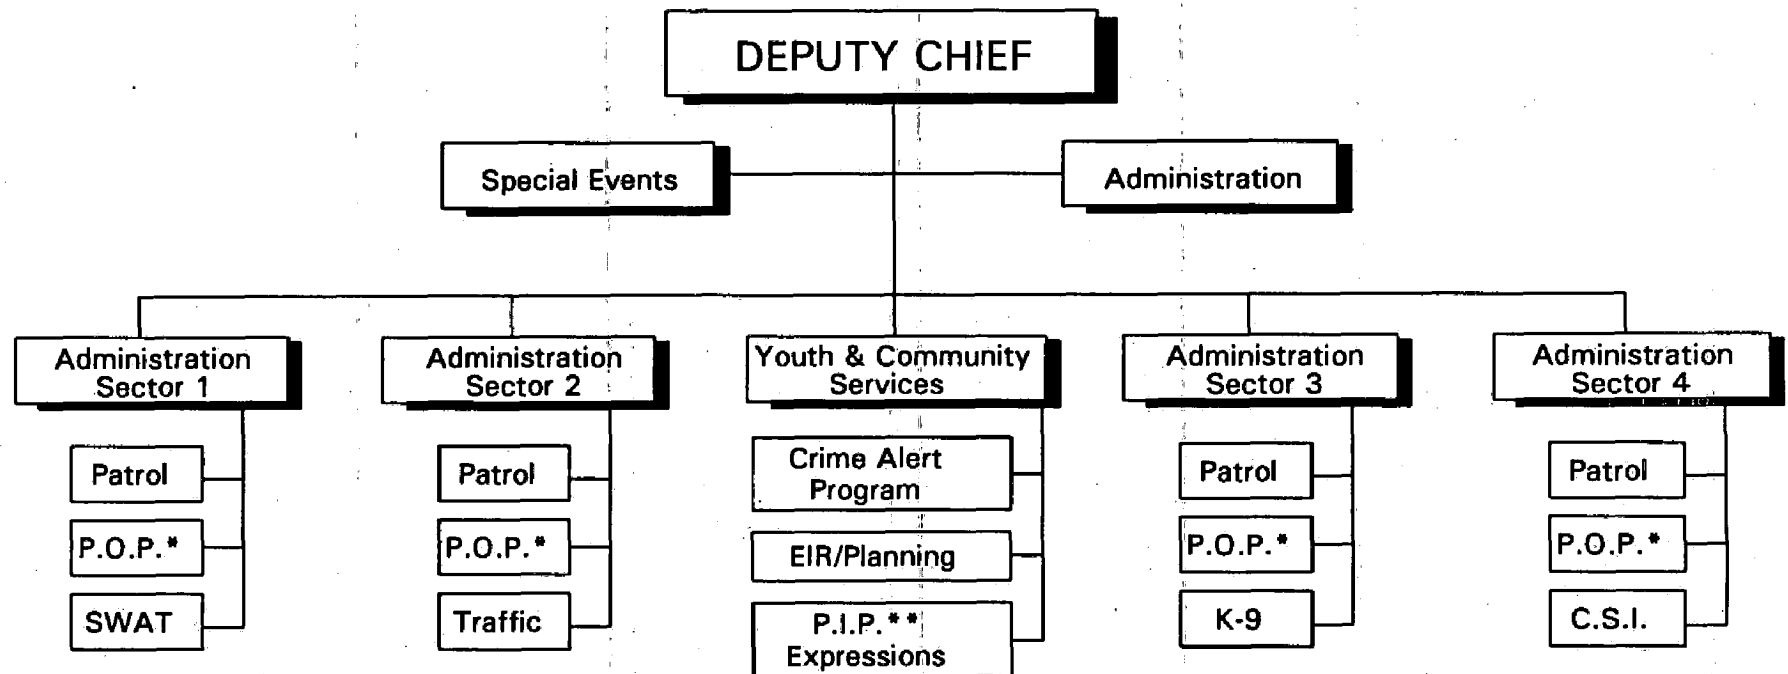 DEPUTY CHIEF
Special Events
Administration
Administration
Sector 1
Administration
Sector 2
Youth & Community
Services
Administration
Sector 3
Administration
Sector 4
Patrol
P.O.P.*
SWAT
Patrol
P.O.P.*
Traffic
Crime Alert
Program
EIR/Planning
P.I.P.**
Expressions
Patrol
P.O.P.*
K-9
Patrol
P.O.P.*
C.S.I.